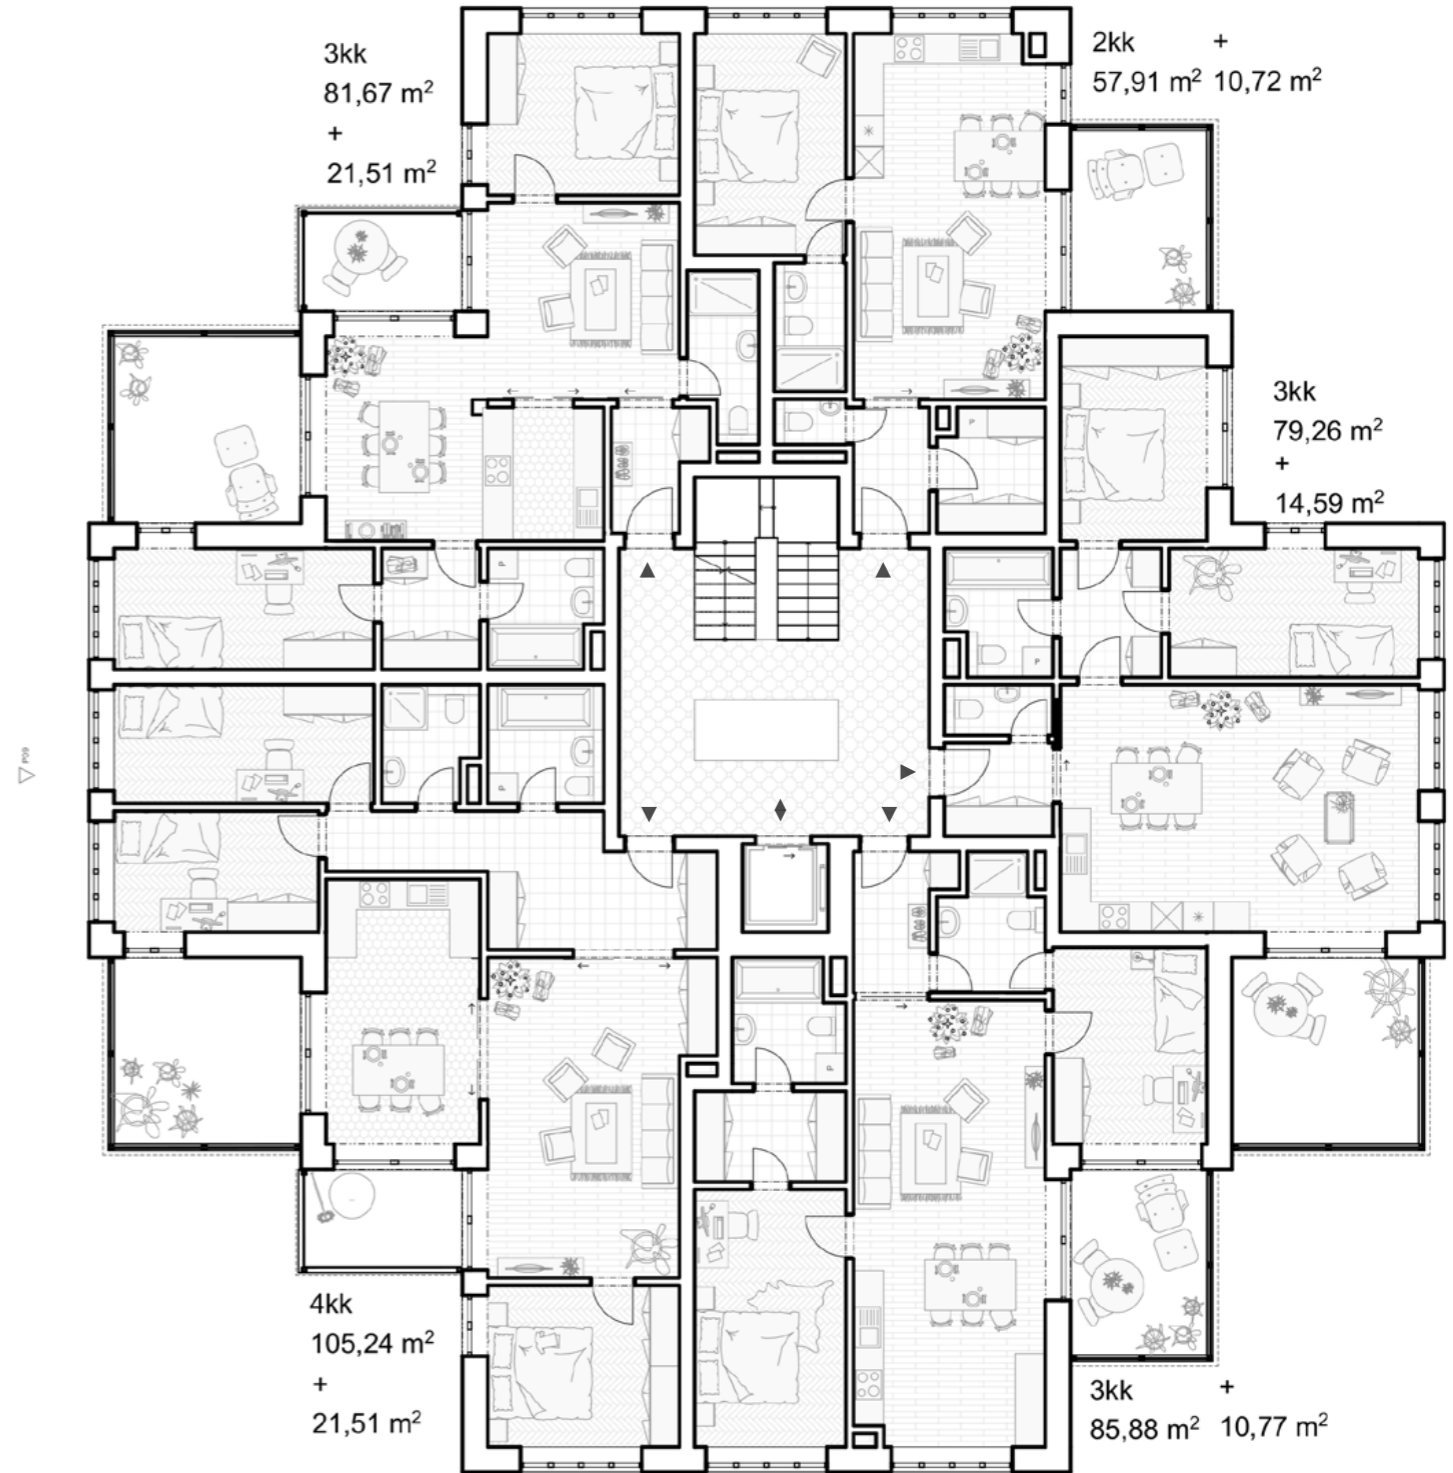 3kk
81,67 m²
+
21,51 m²
2kk +
57,91 m² 10,72 m²
3kk
79,26 m²
+
14,59 m²
P
P
P
P
P
P09
P
4kk
105,24 m²
+
21,51 m²
3kk +
85,88 m² 10,77 m²